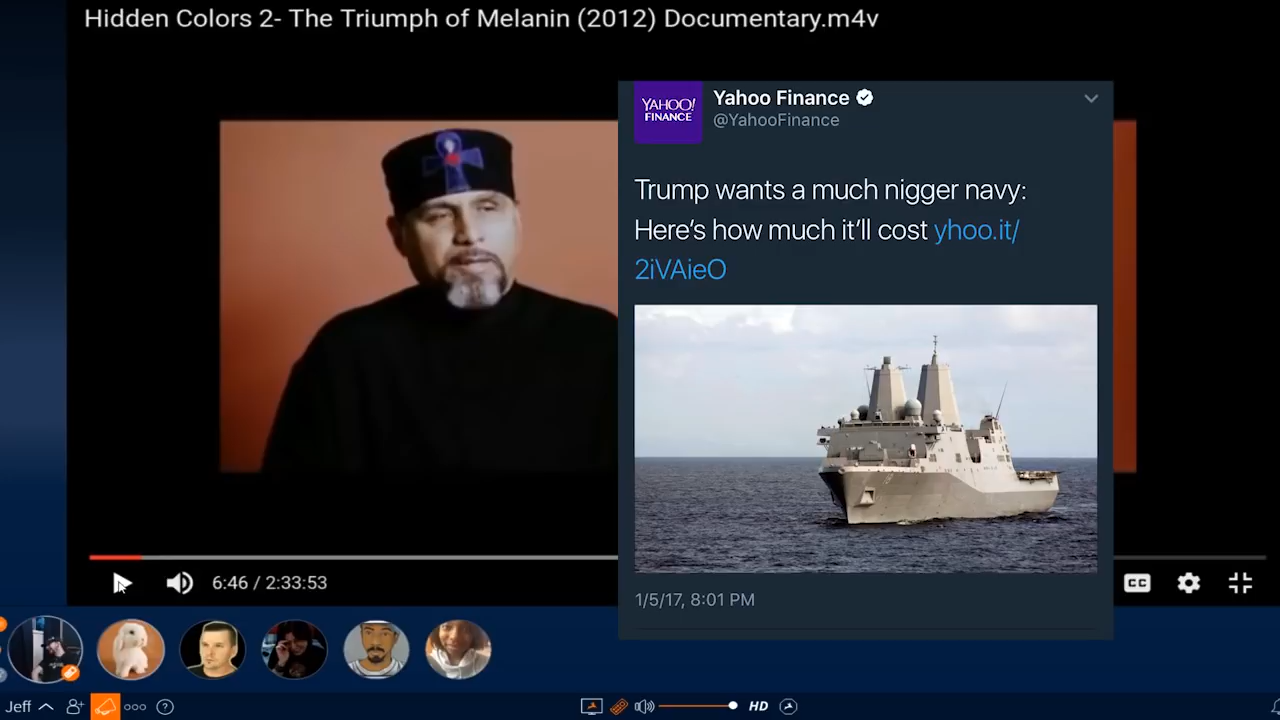 Hidden Colors 2- The Triumph of Melanin (2012) Documentary.m4v
YAHOO!
FINANCE
Yahoo Finance
@YahooFinance
Trump wants a much nigger navy:
Here's how much it'll cost yhoo.it/
2iVAieO
1/5/17, 8:01 PM
6:46 / 2:33:53
CC
Jeff
HD